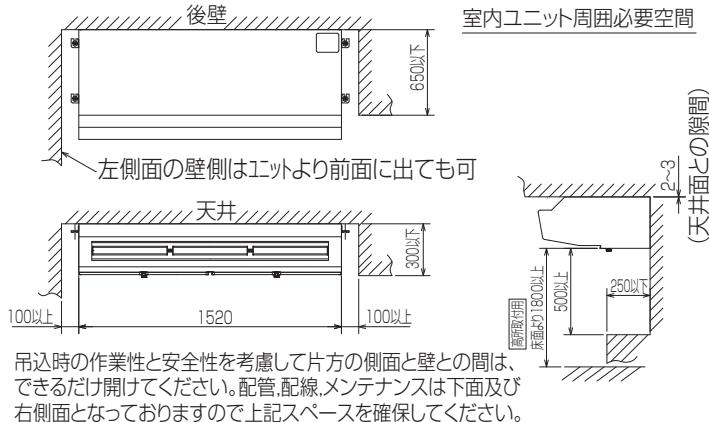 後壁
室内ユニット周囲必要空間
650以下
左側面の壁側はユニットより前面に出ても可
2~3
(天井面との隙間)
天井
300以下
100以上
1520
100以上
高所取付用
床面より1800以上
500以上
250以下
吊込時の作業性と安全性を考慮して片方の側面と壁との間は、
できるだけ開けてください。配管,配線,メンテナンスは下面及び
右側面となっておりますので上記スペースを確保してください。